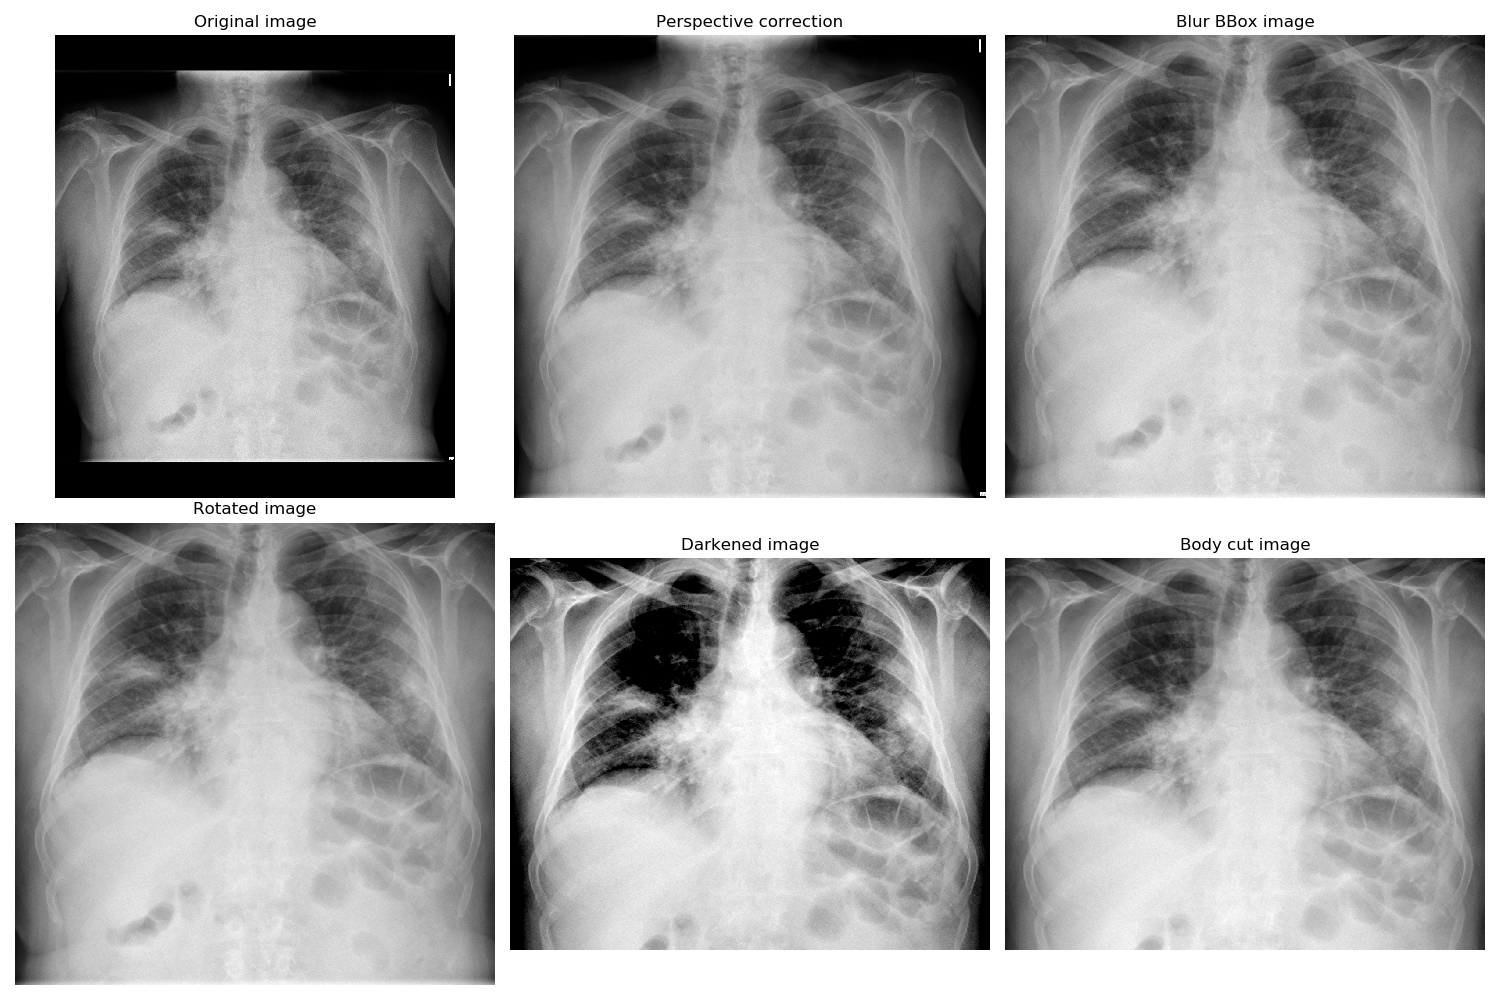 Original image
Perspective correction
Blur BBox image
Rotated image
Darkened image
Body cut image